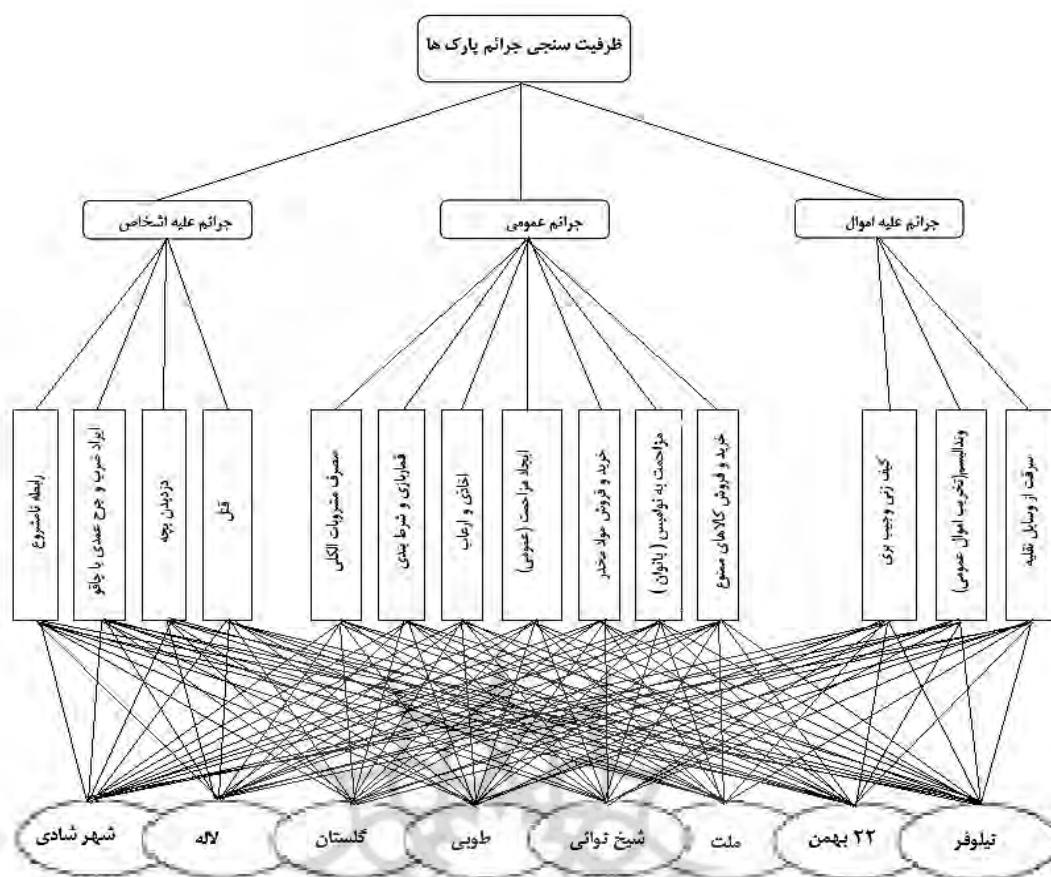 ظرفیت سنجی جرائم پارک ها
جرائم علیه اموال
جرائم عمومی
جرائم علیه اشخاص
سرقت از وسایل نقلیه
وندالیسم(تخریب اموال عمومی)
کیف زنی وجیب بری
خرید و فروش کالاهای ممنوع
مزاحمت به نوامیس ( بانوان )
خرید و فروش مواد مخدر
ایجاد مزاحمت (عمومی)
اخاذی و ارعاب
قماربازی و شرط بندی
مصرف مشروبات الکلی
قتل
دزدیدن بچه
ایراد ضرب و جرح عمدی با چاقو
رابطه نامشروع
نیلوفر
۲۲ بهمن
ملت
شیخ توائی
طوبی
گلستان
لاله
شهر شادی